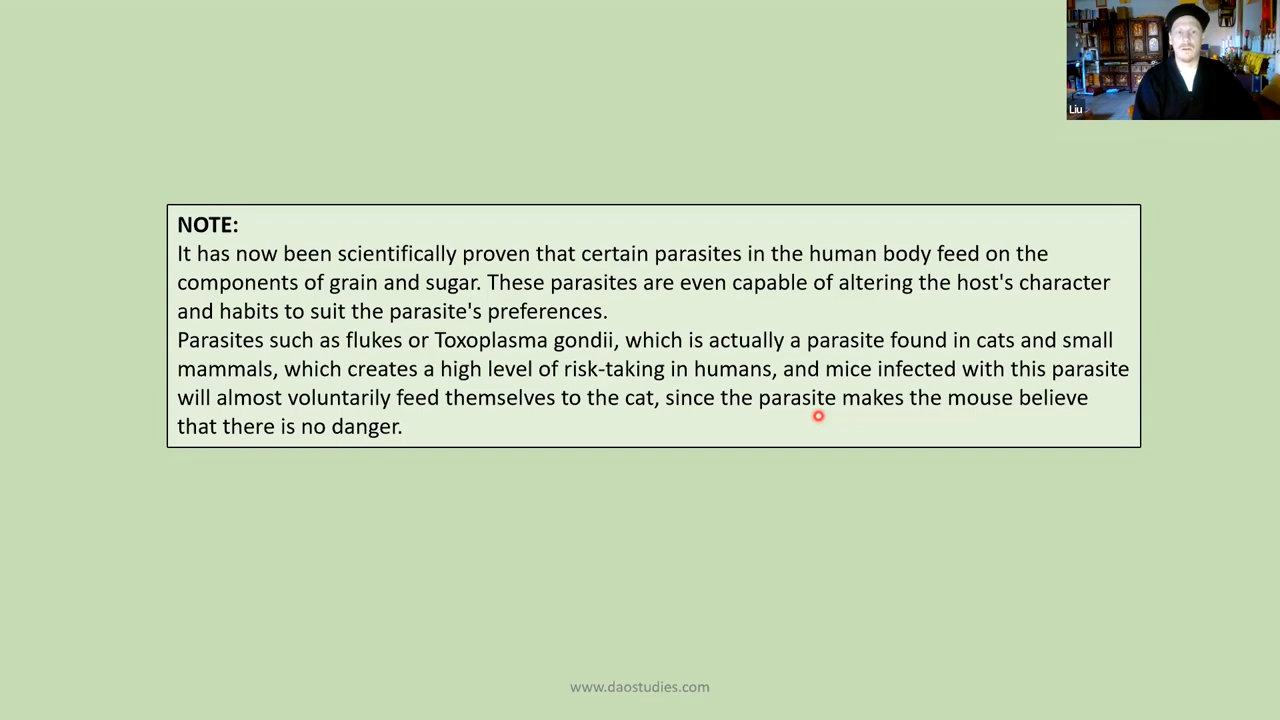 Liu
NOTE:
It has now been scientifically proven that certain parasites in the human body feed on the
components of grain and sugar. These parasites are even capable of altering the host's character
and habits to suit the parasite's preferences.
Parasites such as flukes or Toxoplasma gondii, which is actually a parasite found in cats and small
mammals, which creates a high level of risk-taking in humans, and mice infected with this parasite
will almost voluntarily feed themselves to the cat, since the parasite makes the mouse believe
that there is no danger.
www.daostudies.com